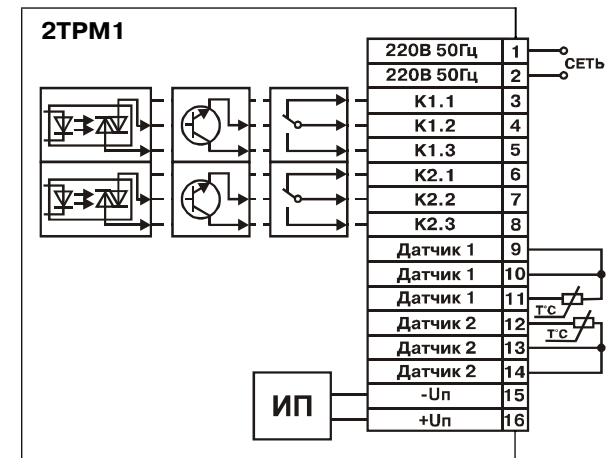 2ТРМ1
220В 50Гц 1
220В 50Гц 2
СЕТЬ
К1.1 3
К1.2 4
К1.3 5
К2.1 6
К2.2 7
К2.3 8
Датчик 1 9
Датчик 1 10
Датчик 1 11
T°C
Датчик 2 12
T°C
Датчик 2 13
Датчик 2 14
ИП
-Uп 15
+Uп 16